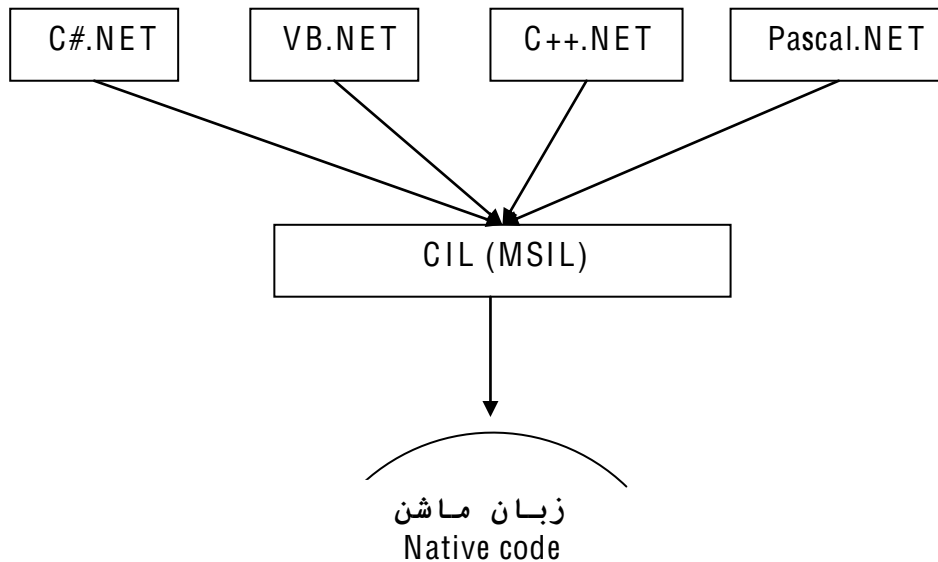 C#.NET
VB.NET
C++.NET
Pascal.NET
CIL (MSIL)
زبان ماشن
Native code